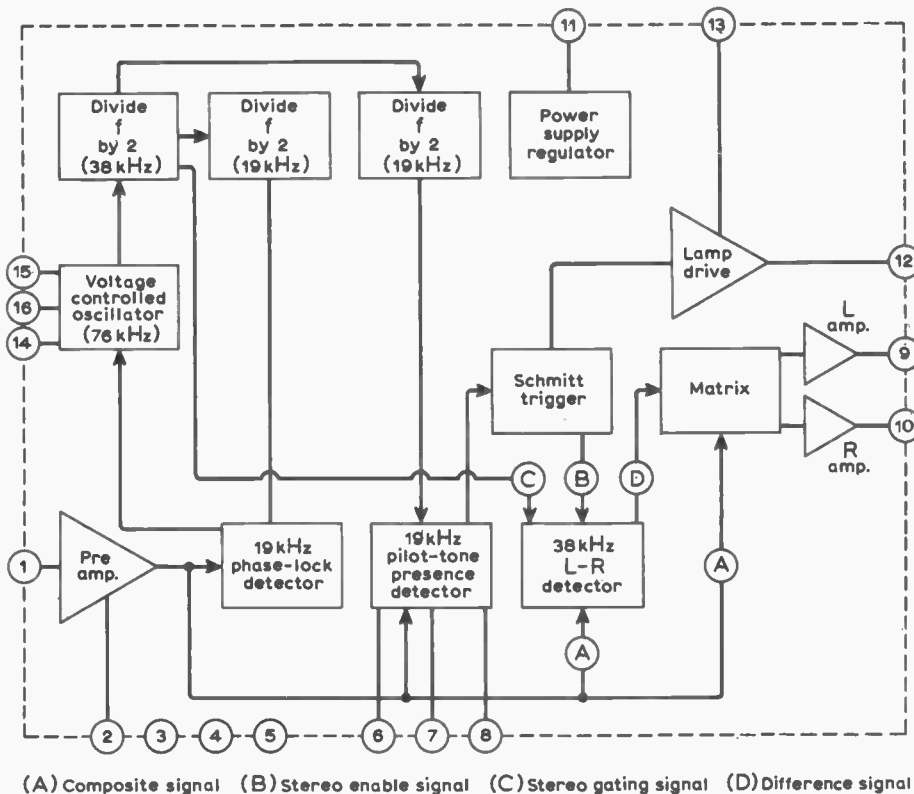 11
13
Divide
f
by 2
(38kHz)
Divide
f
by 2
(19kHz)
Divide
f
by 2
(19kHz)
Power
supply
regulator
15
16
14
Voltage
controlled
oscillator
(76kHz)
Lamp
drive
12
L
amp.
9
Schmitt
trigger
Matrix
10
R
amp.
C
B
D
1
Pre
amp.
19kHz
phase-lock
detector
19kHz
pilot-tone
presence
detector
38kHz
L-R
detector
A
A
2
3
4
5
6
7
8
(A) Composite signal (B) Stereo enable signal (C) Stereo gating signal (D) Difference signal